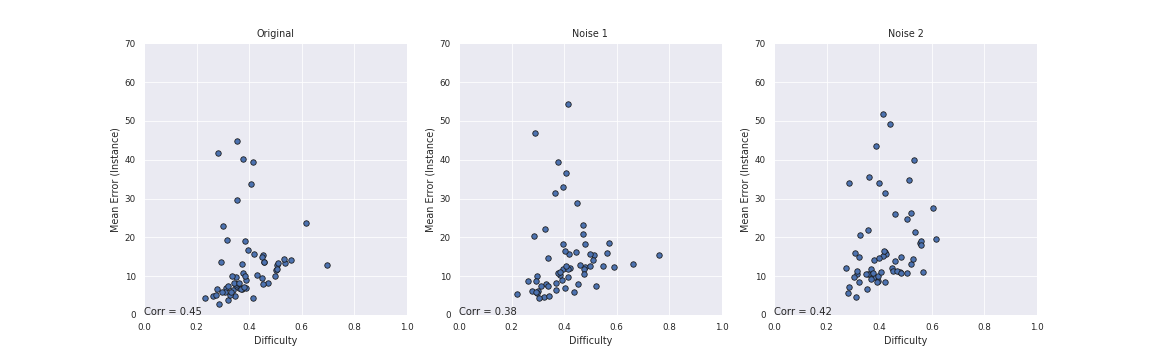 Original
70
60
50
40
30
20
10
0
Mean Error (Instance)
Corr = 0.45
0.0 0.2 0.4 0.6 0.8 1.0
Difficulty
Noise 1
70
60
50
40
30
20
10
0
Mean Error (Instance)
Corr = 0.38
0.0 0.2 0.4 0.6 0.8 1.0
Difficulty
Noise 2
70
60
50
40
30
20
10
0
Mean Error (Instance)
Corr = 0.42
0.0 0.2 0.4 0.6 0.8 1.0
Difficulty